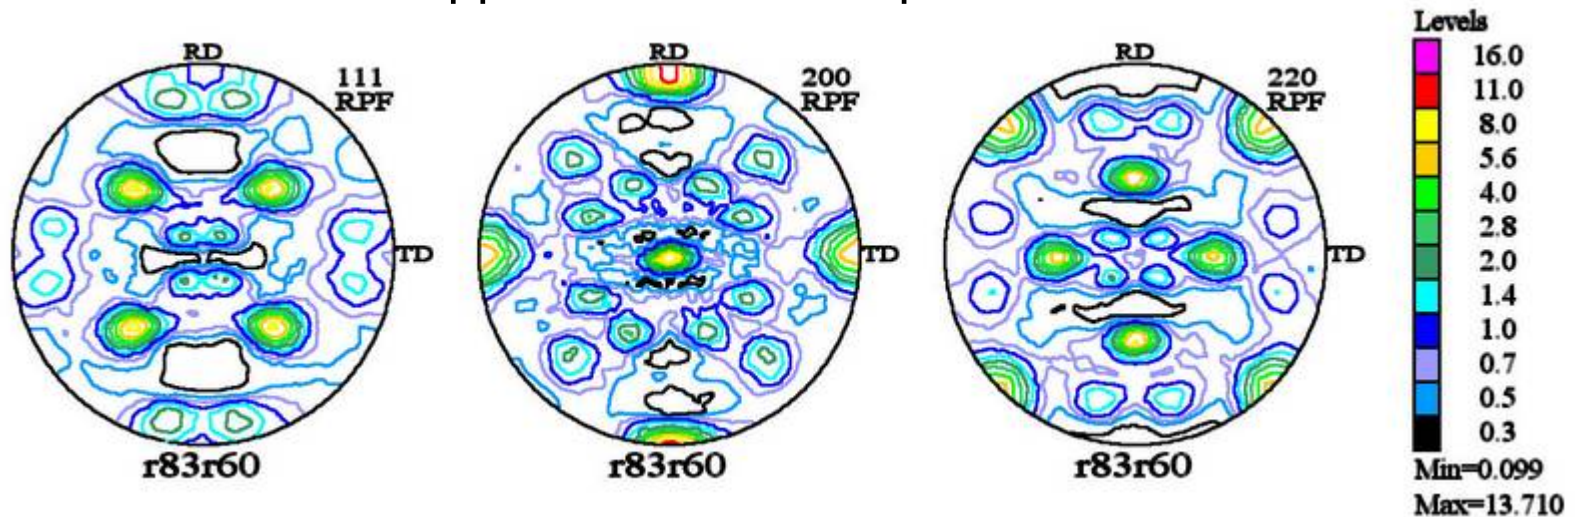 RD
111
RPF
TD
r83r60
RD
200
RPF
TD
r83r60
RD
220
RPF
TD
r83r60
Levels
16.0
11.0
8.0
5.6
4.0
2.8
2.0
1.4
1.0
0.7
0.5
0.3
Min=0.099
Max=13.710